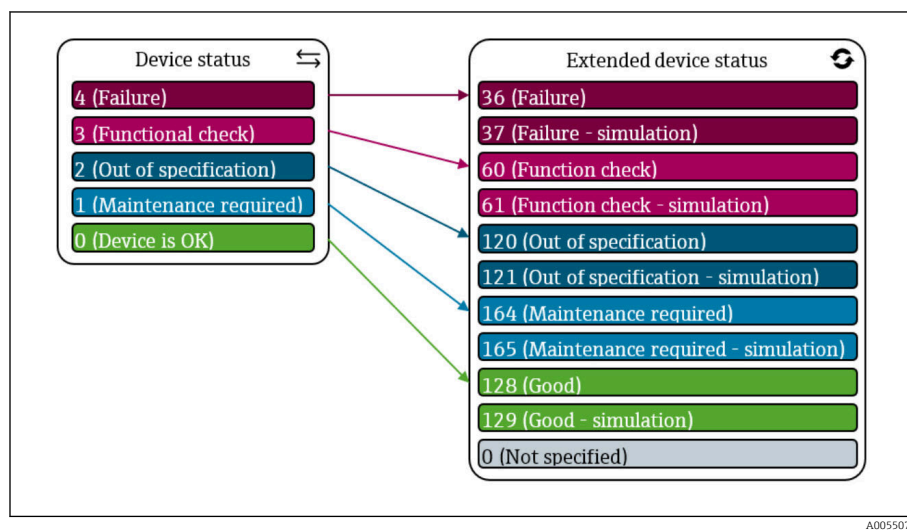 Device status
4 (Failure)
3 (Functional check)
2 (Out of specification)
1 (Maintenance required)
0 (Device is OK)
Extended device status
36 (Failure)
37 (Failure - simulation)
60 (Function check)
61 (Function check - simulation)
120 (Out of specification)
121 (Out of specification - simulation)
164 (Maintenance required)
165 (Maintenance required - simulation)
128 (Good)
129 (Good - simulation)
0 (Not specified)
A005507